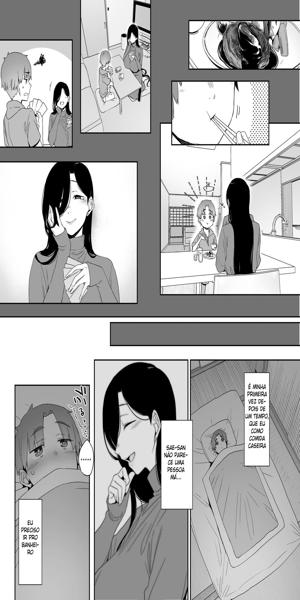 É MINHA
PRIMEIRA
VEZ DE-
POIS DE
UM TEMPO,
QUE EU
COMO
COMIDA
CASEIRA
SAE-SAN
NÃO PARE-
CE UMA
PESSOA
MÁ...
......
EU
PRECISO
IR PRO
BANHEI-
RO